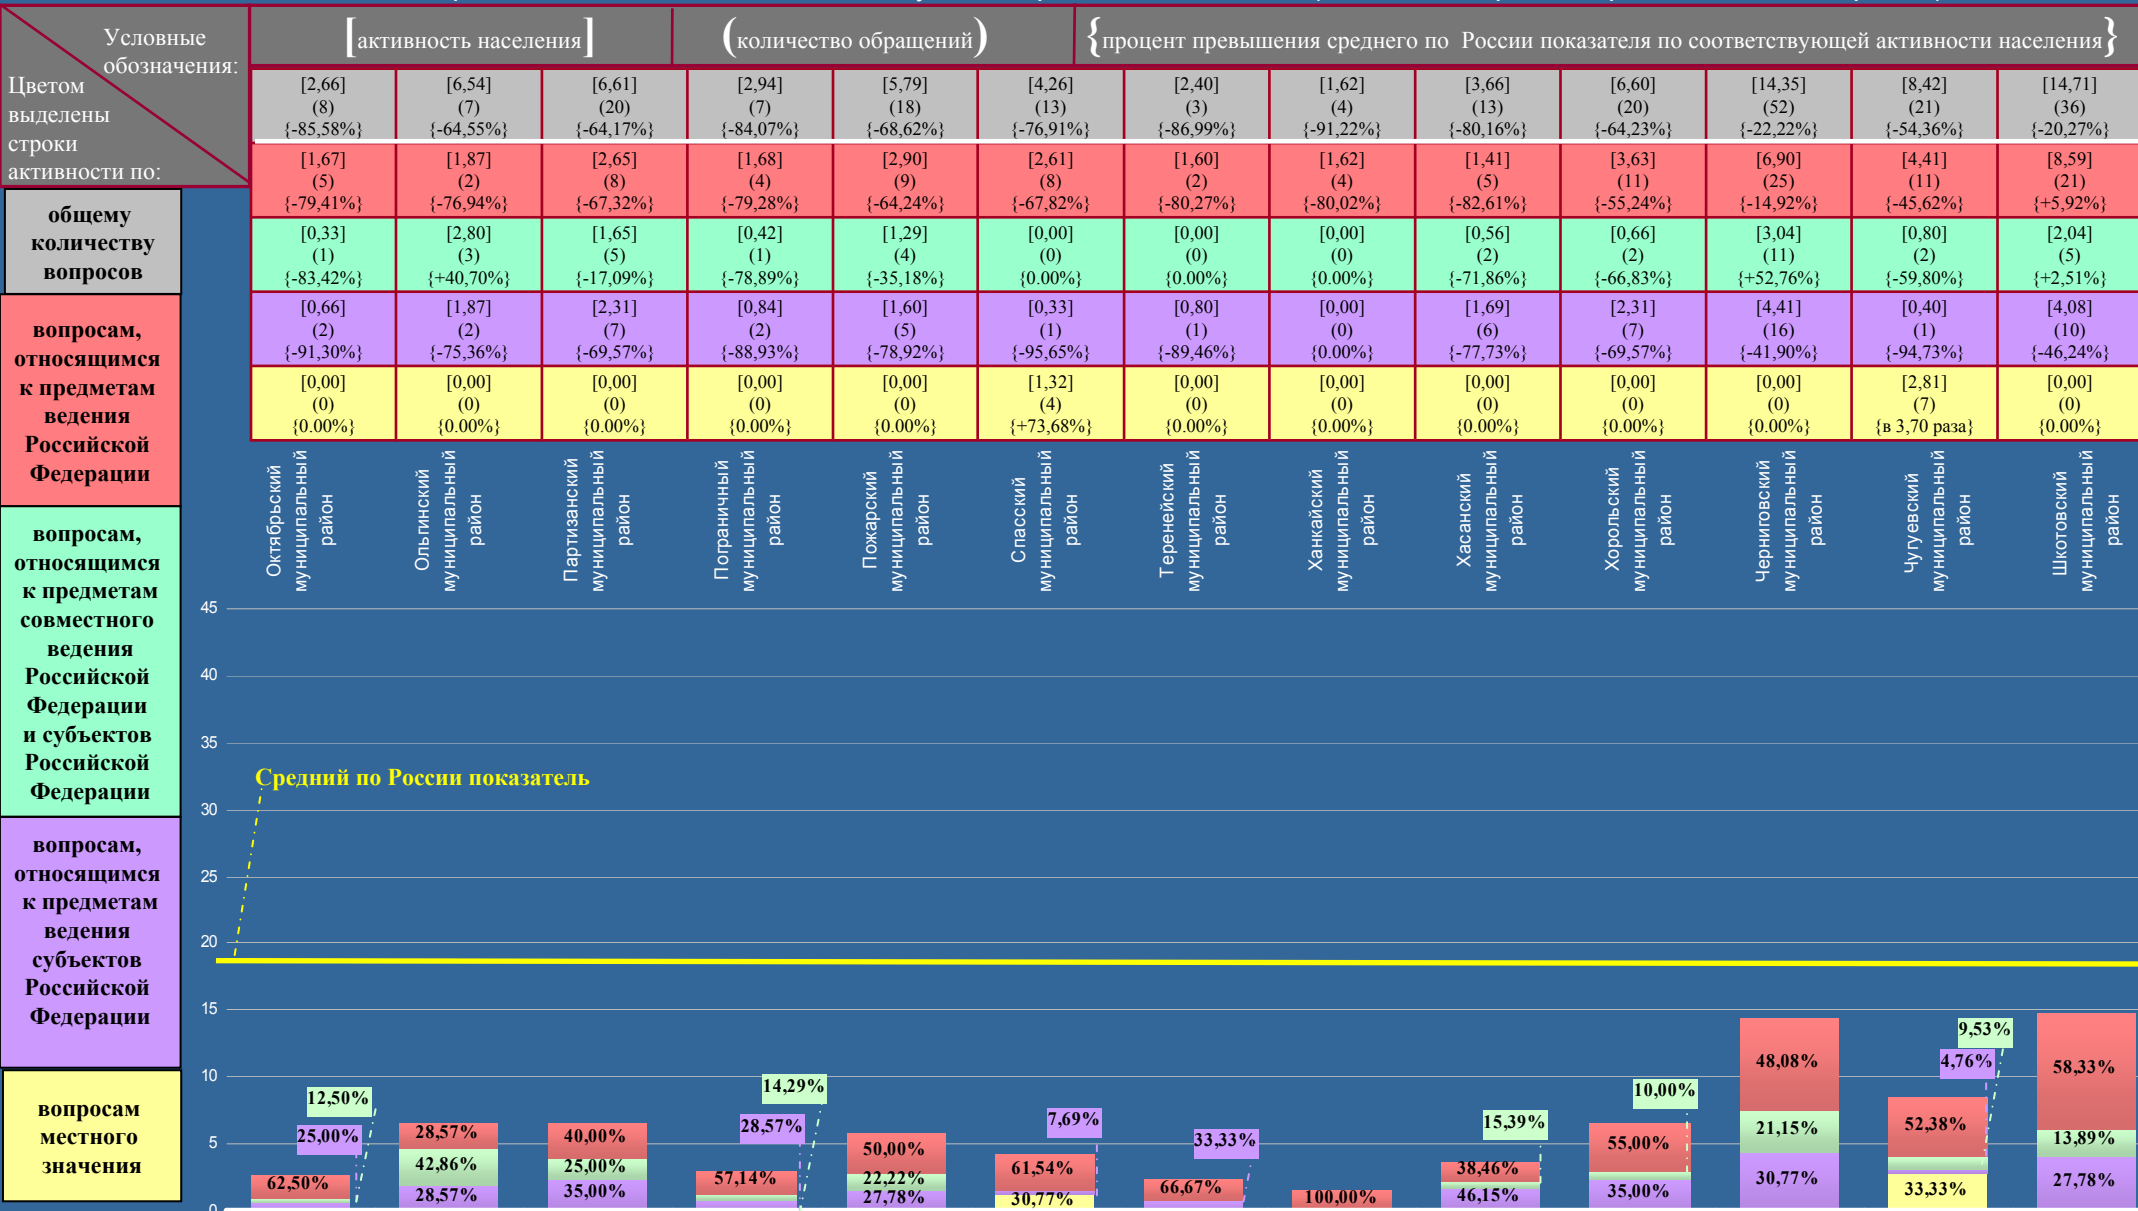 Условные
обозначения:
Цветом
выделены
строки
активности по:
[активность населения]
(количество обращений)
{процент превышения среднего по России показателя по соответствующей активности населения}
[2,66] [6,54] [6,61] [2,94] [5,79] [4,26] [2,40] [1,62] [3,66] [6,60] [14,35] [8,42] [14,71]
(8) (7) (20) (7) (18) (13) (3) (4) (13) (20) (52) (21) (36)
{-85,58%} {-64,55%} {-64,17%} {-84,07%} {-68,62%} {-76,91%} {-86,99%} {-91,22%} {-80,16%} {-64,23%} {-22,22%} {-54,36%} {-20,27%}
[1,67] [1,87] [2,65] [1,68] [2,90] [2,61] [1,60] [1,62] [1,41] [3,63] [6,90] [4,41] [8,59]
(5) (2) (8) (4) (9) (8) (2) (4) (5) (11) (25) (11) (21)
{-79,41%} {-76,94%} {-67,32%} {-79,28%} {-64,24%} {-67,82%} {-80,27%} {-80,02%} {-82,61%} {-55,24%} {-14,92%} {-45,62%} {+5,92%}
[0,33] [2,80] [1,65] [0,42] [1,29] [0,00] [0,00] [0,00] [0,56] [0,66] [3,04] [0,80] [2,04]
(1) (3) (5) (1) (4) (0) (0) (0) (2) (2) (11) (2) (5)
{-83,42%} {+40,70%} {-17,09%} {-78,89%} {-35,18%} {0.00%} {0.00%} {0.00%} {-71,86%} {-66,83%} {+52,76%} {-59,80%} {+2,51%}
[0,66] [1,87] [2,31] [0,84] [1,60] [0,33] [0,80] [0,00] [1,69] [2,31] [4,41] [0,40] [4,08]
(2) (2) (7) (2) (5) (1) (1) (0) (6) (7) (16) (1) (10)
{-91,30%} {-75,36%} {-69,57%} {-88,93%} {-78,92%} {-95,65%} {-89,46%} {0.00%} {-77,73%} {-69,57%} {-41,90%} {-94,73%} {-46,24%}
[0,00] [0,00] [0,00] [0,00] [0,00] [1,32] [0,00] [0,00] [0,00] [0,00] [0,00] [2,81] [0,00]
(0) (0) (0) (0) (0) (4) (0) (0) (0) (0) (0) (7) (0)
{0.00%} {0.00%} {0.00%} {0.00%} {0.00%} {+73,68%} {0.00%} {0.00%} {0.00%} {0.00%} {0.00%} {в 3,70 раза} {0.00%}
общему
количеству
вопросов
вопросам,
относящимся
к предметам
ведения
Российской
Федерации
вопросам,
относящимся
к предметам
совместного
ведения
Российской
Федерации
и субъектов
Российской
Федерации
вопросам,
относящимся
к предметам
ведения
субъектов
Российской
Федерации
вопросам
местного
значения
Октябрьский
муниципальный
район
Ольгинский
муниципальный
район
Партизанский
муниципальный
район
Пограничный
муниципальный
район
Пожарский
муниципальный
район
Спасский
муниципальный
район
Теренейский
муниципальный
район
Ханкайский
муниципальный
район
Хасанский
муниципальный
район
Хорольский
муниципальный
район
Черниговский
муниципальный
район
Чугуевский
муниципальный
район
Шкотовский
муниципальный
район
45
40
35
30
25
20
15
10
5
0
Средний по России показатель
12,50%
25,00%
62,50%
28,57%
42,86%
28,57%
40,00%
25,00%
35,00%
14,29%
28,57%
57,14%
50,00%
22,22%
27,78%
7,69%
61,54%
30,77%
33,33%
66,67%
100,00%
15,39%
38,46%
46,15%
10,00%
55,00%
35,00%
48,08%
21,15%
30,77%
9,53%
4,76%
52,38%
33,33%
58,33%
13,89%
27,78%